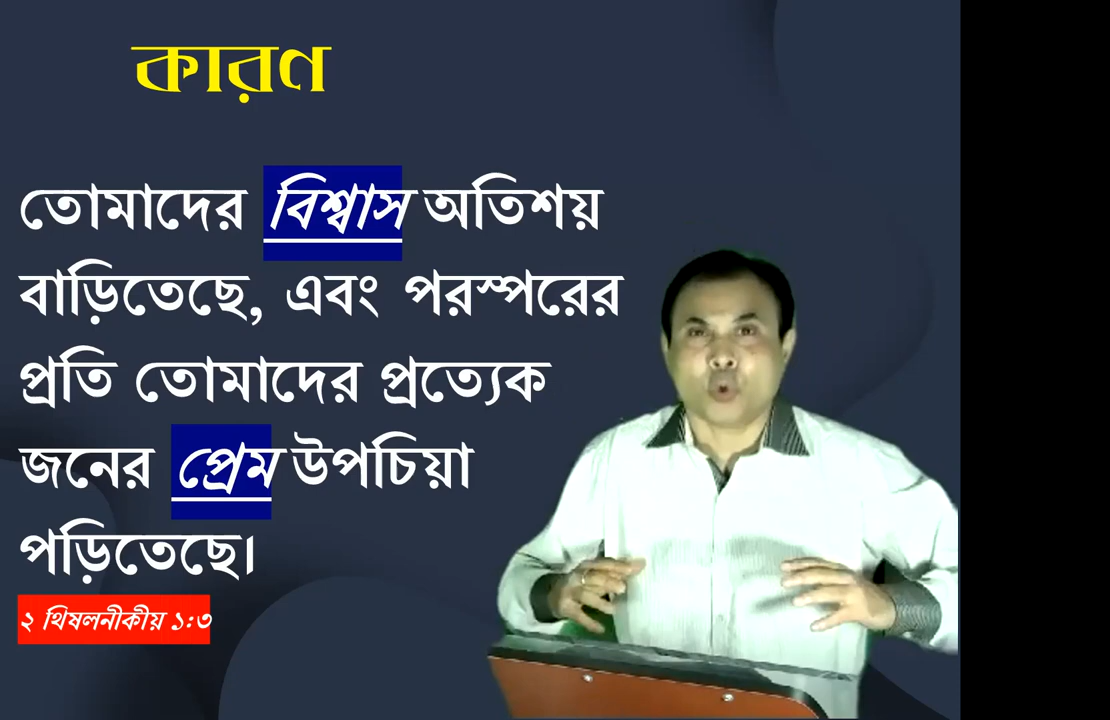 কারণ
তোমাদের বিশ্বাস অতিশয়
বাড়িতেছে, এবং পরস্পরের
প্রতি তোমাদের প্রত্যেক
জনের প্রেম উপচিয়া
পড়িতেছে।
২ থিষলনীকীয় ১:৩